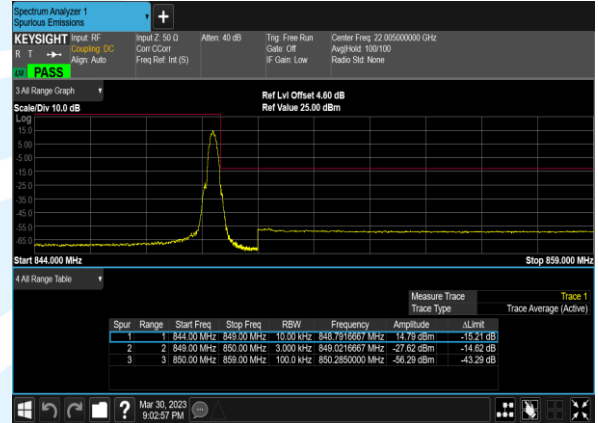 Spectrum Analyzer 1
Spurious Emissions
KEYSIGHT Input: RF Input Z: 50 Ω Atten: 40 dB Trig: Free Run Center Freq: 22.005000000 GHz
R T Coupling: DC Corr CCorr Gate: Off Avg|Hold: 100/100
Align: Auto Freq Ref: Int (S) IF Gain: Low Radio Std: None
PASS
3 All Range Graph
Ref Lvl Offset 4.60 dB
Scale/Div 10.0 dB Ref Value 25.00 dBm
Log
15.0
5.00
-5.00
-15.0
-25.0
-35.0
-45.0
-55.0
-65.0
Start 844.000 MHz Stop 859.000 MHz
4 All Range Table
Measure Trace Trace 1
Trace Type Trace Average (Active)
Spur Range Start Freq Stop Freq RBW Frequency Amplitude ΔLimit
1 1 844.00 MHz 849.00 MHz 10.00 kHz 848.7916667 MHz 14.79 dBm -15.21 dB
2 2 849.00 MHz 850.00 MHz 3.000 kHz 849.0216667 MHz -27.62 dBm -14.62 dB
3 3 850.00 MHz 859.00 MHz 100.0 kHz 850.2850000 MHz -56.29 dBm -43.29 dB
? Mar 30, 2023
9:02:57 PM